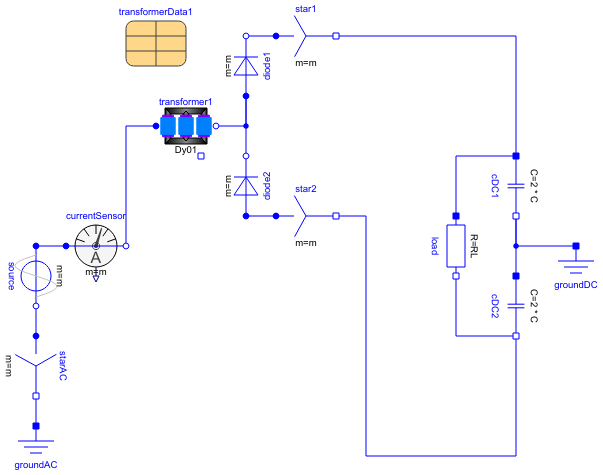 transformerData1
star1
m=m
diode1
m=m
transformer1
Dy01
diode2
m=m
star2
m=m
currentSensor
A
m=m
source
m=m
starAC
m=m
groundAC
cDC1
C=2 * C
load
R=RL
groundDC
cDC2
C=2 * C